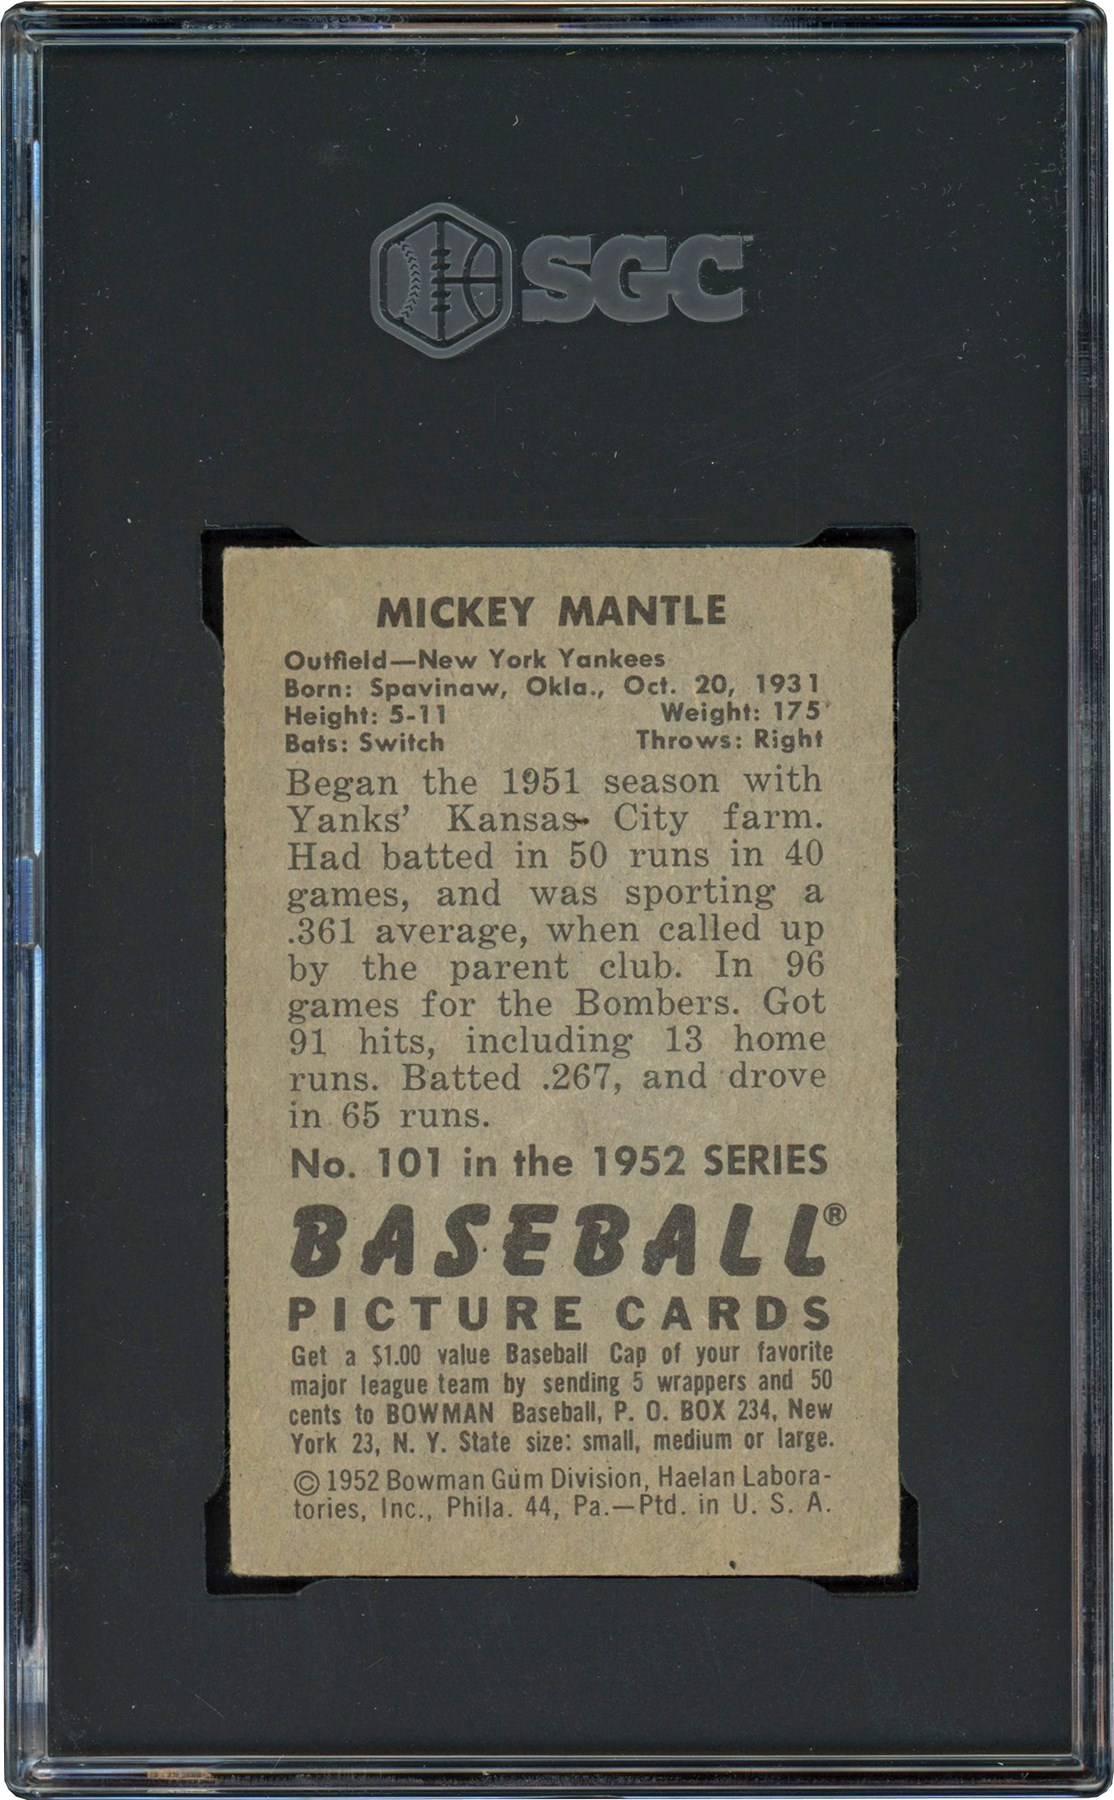 SGC
MICKEY MANTLE
Outfield—New York Yankees
Born: Spavinaw, Okla., Oct. 20, 1931
Height: 5-11 Weight: 175
Bats: Switch Throws: Right
Began the 1951 season with
Yanks' Kansas City farm.
Had batted in 50 runs in 40
games, and was sporting a
.361 average, when called up
by the parent club. In 96
games for the Bombers. Got
91 hits, including 13 home
runs. Batted .267, and drove
in 65 runs.
No. 101 in the 1952 SERIES
BASEBALL®
PICTURE CARDS
Get a $1.00 value Baseball Cap of your favorite
major league team by sending 5 wrappers and 50
cents to BOWMAN Baseball, P. O. BOX 234, New
York 23, N. Y. State size: small, medium or large.
© 1952 Bowman Gum Division, Haelan Labora-
tories, Inc., Phila. 44, Pa.—Ptd. in U. S. A.